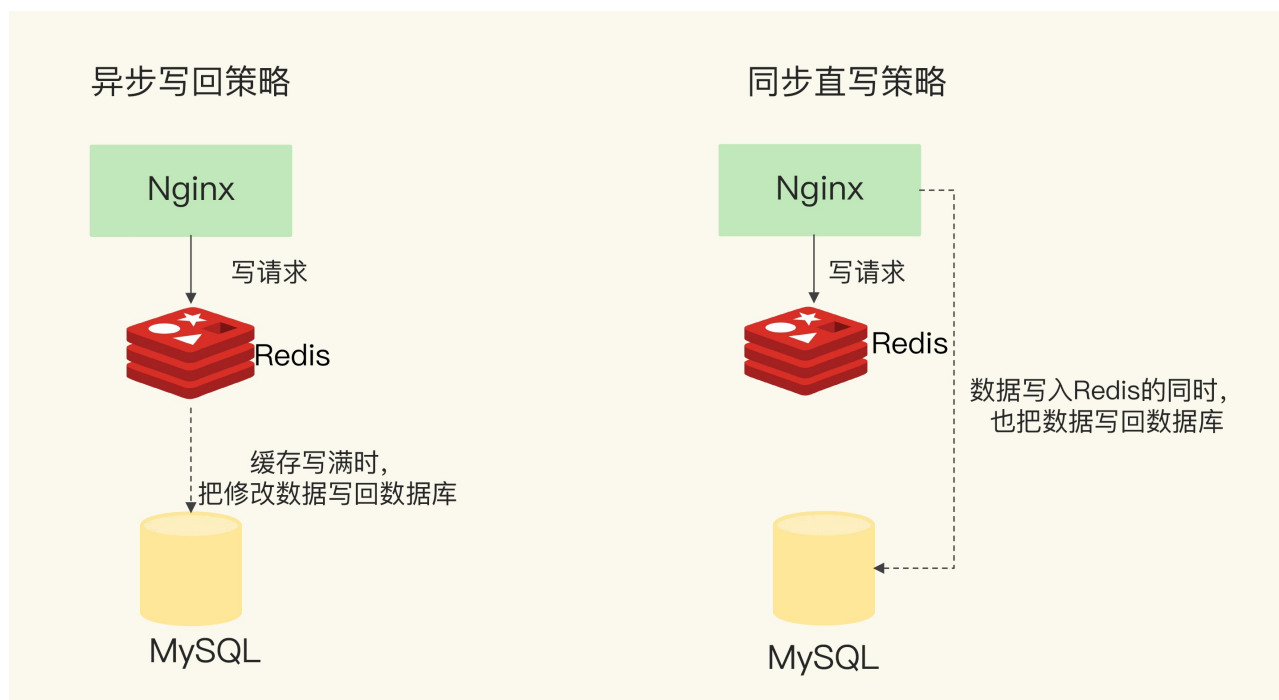 异步写回策略
Nginx
写请求
Redis
缓存写满时，
把修改数据写回数据库
MySQL
同步直写策略
Nginx
写请求
Redis
数据写入Redis的同时，
也把数据写回数据库
MySQL